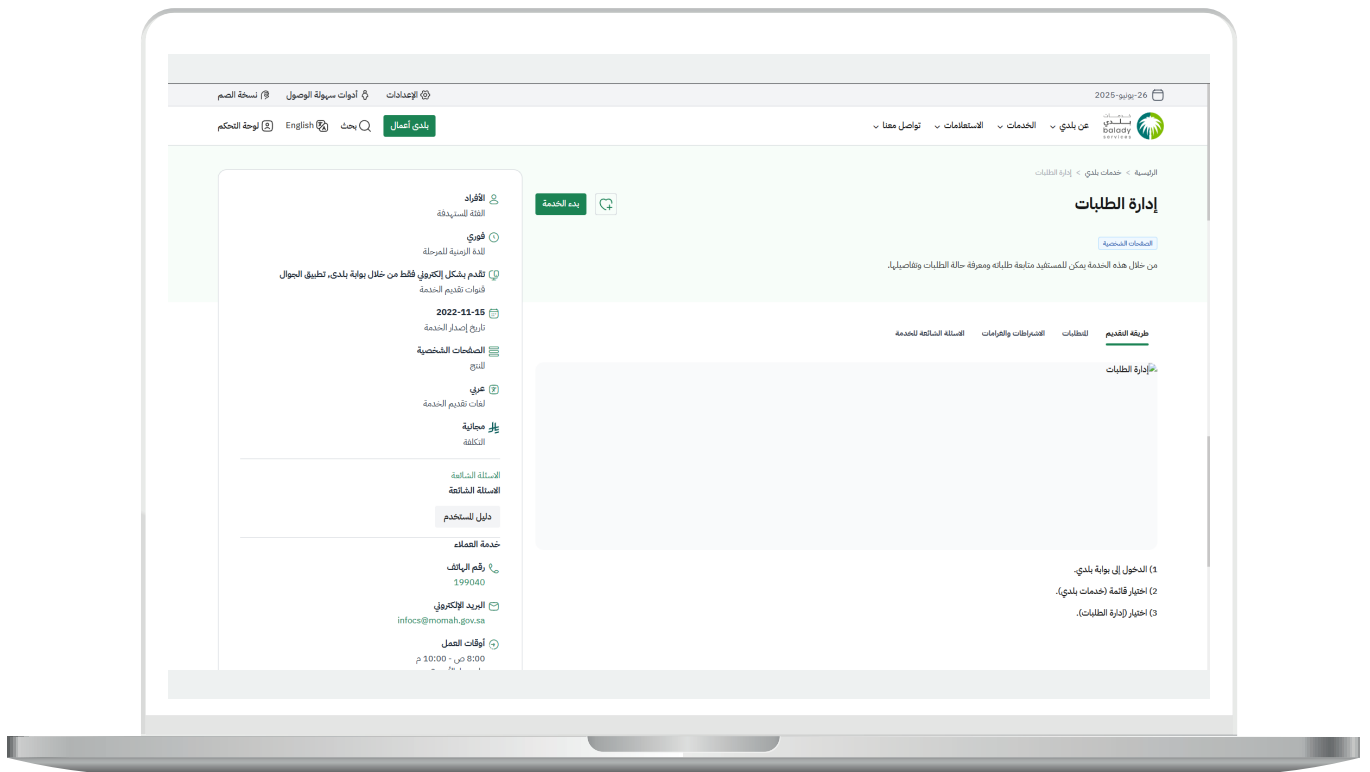 26-يونيو-2025
الإعدادات
أدوات سهولة الوصول
نسخة الصم
خدمات
بلدي
balady
services
عن بلدي
الخدمات
الاستعلامات
تواصل معنا
بلدي أعمال
بحث
English
لوحة التحكم
الرئيسية > خدمات بلدي > إدارة الطلبات
إدارة الطلبات
بدء الخدمة
الصفحات الشخصية
من خلال هذه الخدمة يمكن للمستفيد متابعة طلباته ومعرفة حالة الطلبات وتفاصيلها.
طريقة التقديم
المتطلبات
الاشتراطات والغرامات
الاسئلة الشائعة للخدمة
إدارة الطلبات
1) الدخول إلى بوابة بلدي.
2) اختيار قائمة (خدمات بلدي).
3) اختيار (إدارة الطلبات).
الأفراد
الفئة المستهدفة
فوري
المدة الزمنية للمرحلة
تقدم بشكل إلكتروني فقط من خلال بوابة بلدي, تطبيق الجوال
قنوات تقديم الخدمة
2022-11-15
تاريخ إصدار الخدمة
الصفحات الشخصية
المنتج
عربي
لغات تقديم الخدمة
مجانية
التكلفة
الاسئلة الشائعة
الاسئلة الشائعة
دليل المستخدم
خدمة العملاء
رقم الهاتف
199040
البريد الإلكتروني
infocs@momah.gov.sa
أوقات العمل
8:00 ص - 10:00 م